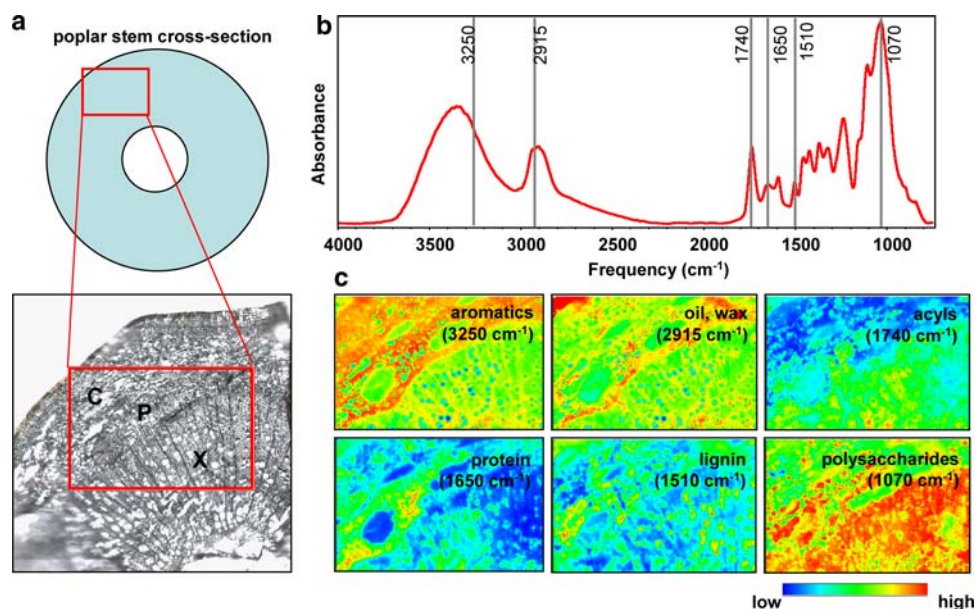 a
poplar stem cross-section
C
P
X
b
3250
2915
1740
1650
1510
1070
Absorbance
4000 3500 3000 2500 2000 1500 1000
Frequency (cm⁻¹)
c
aromatics
(3250 cm⁻¹)
oil, wax
(2915 cm⁻¹)
acyls
(1740 cm⁻¹)
protein
(1650 cm⁻¹)
lignin
(1510 cm⁻¹)
polysaccharides
(1070 cm⁻¹)
low high